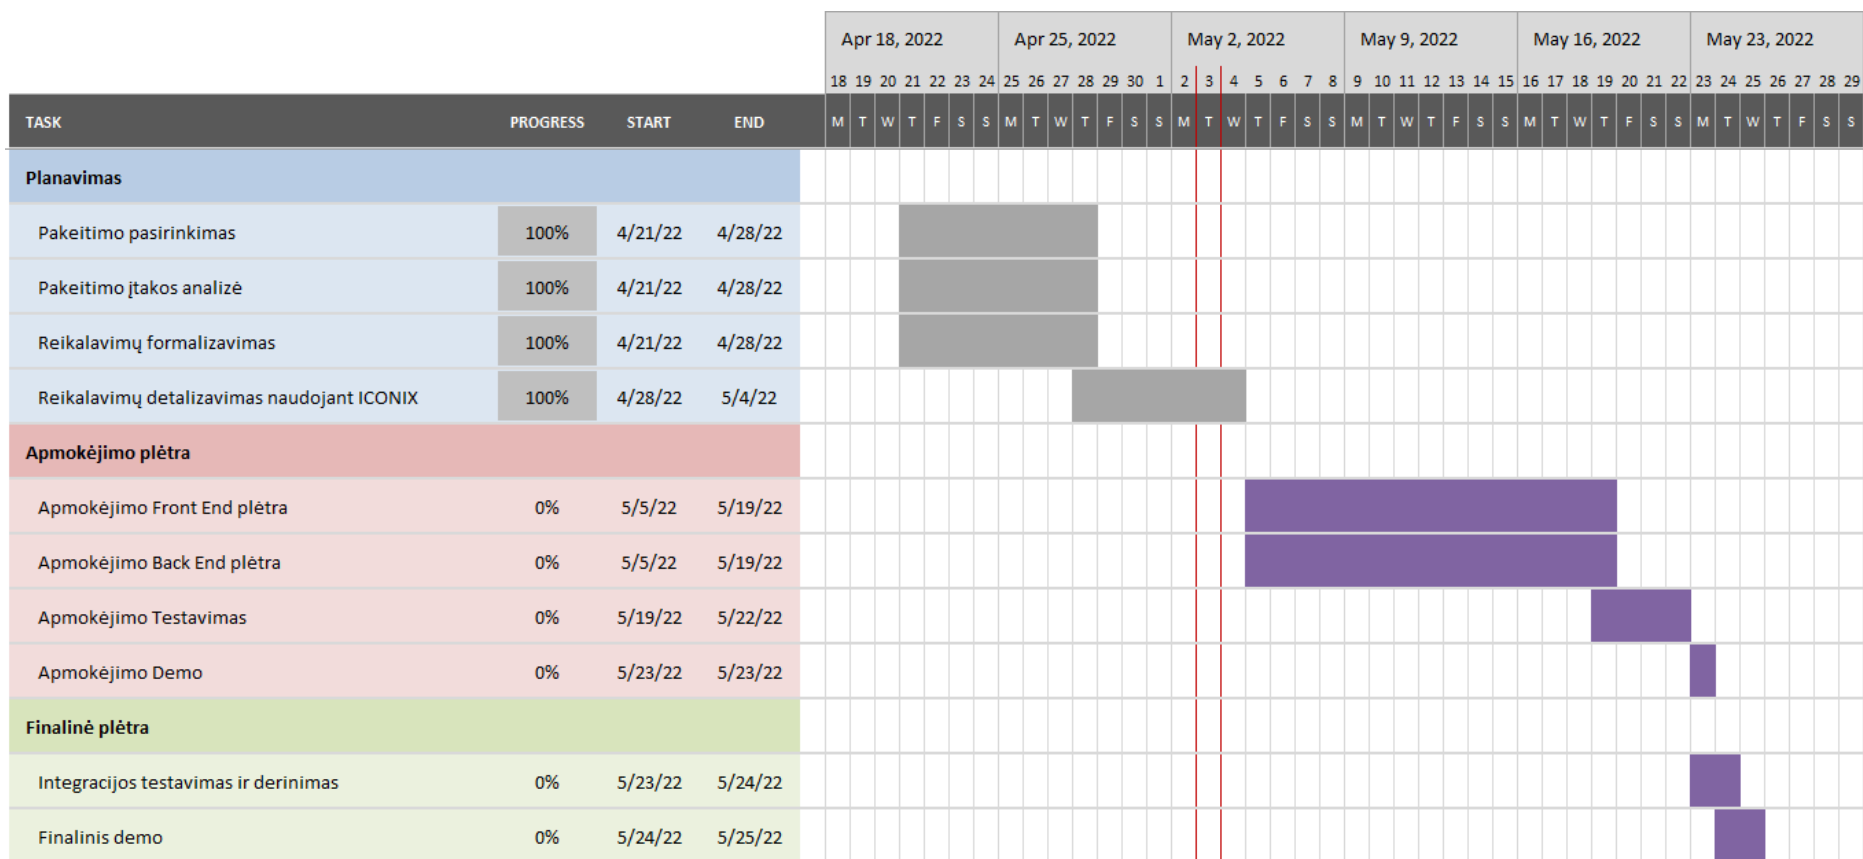 Apr 18, 2022 Apr 25, 2022 May 2, 2022 May 9, 2022 May 16, 2022 May 23, 2022
18 19 20 21 22 23 24 25 26 27 28 29 30 1 2 3 4 5 6 7 8 9 10 11 12 13 14 15 16 17 18 19 20 21 22 23 24 25 26 27 28 29
TASK PROGRESS START END M T W T F S S M T W T F S S M T W T F S S M T W T F S S M T W T F S S M T W T F S S
Planavimas
Pakeitimo pasirinkimas 100% 4/21/22 4/28/22
Pakeitimo įtakos analizė 100% 4/21/22 4/28/22
Reikalavimų formalizavimas 100% 4/21/22 4/28/22
Reikalavimų detalizavimas naudojant ICONIX 100% 4/28/22 5/4/22
Apmokėjimo plėtra
Apmokėjimo Front End plėtra 0% 5/5/22 5/19/22
Apmokėjimo Back End plėtra 0% 5/5/22 5/19/22
Apmokėjimo Testavimas 0% 5/19/22 5/22/22
Apmokėjimo Demo 0% 5/23/22 5/23/22
Finalinė plėtra
Integracijos testavimas ir derinimas 0% 5/23/22 5/24/22
Finalinis demo 0% 5/24/22 5/25/22